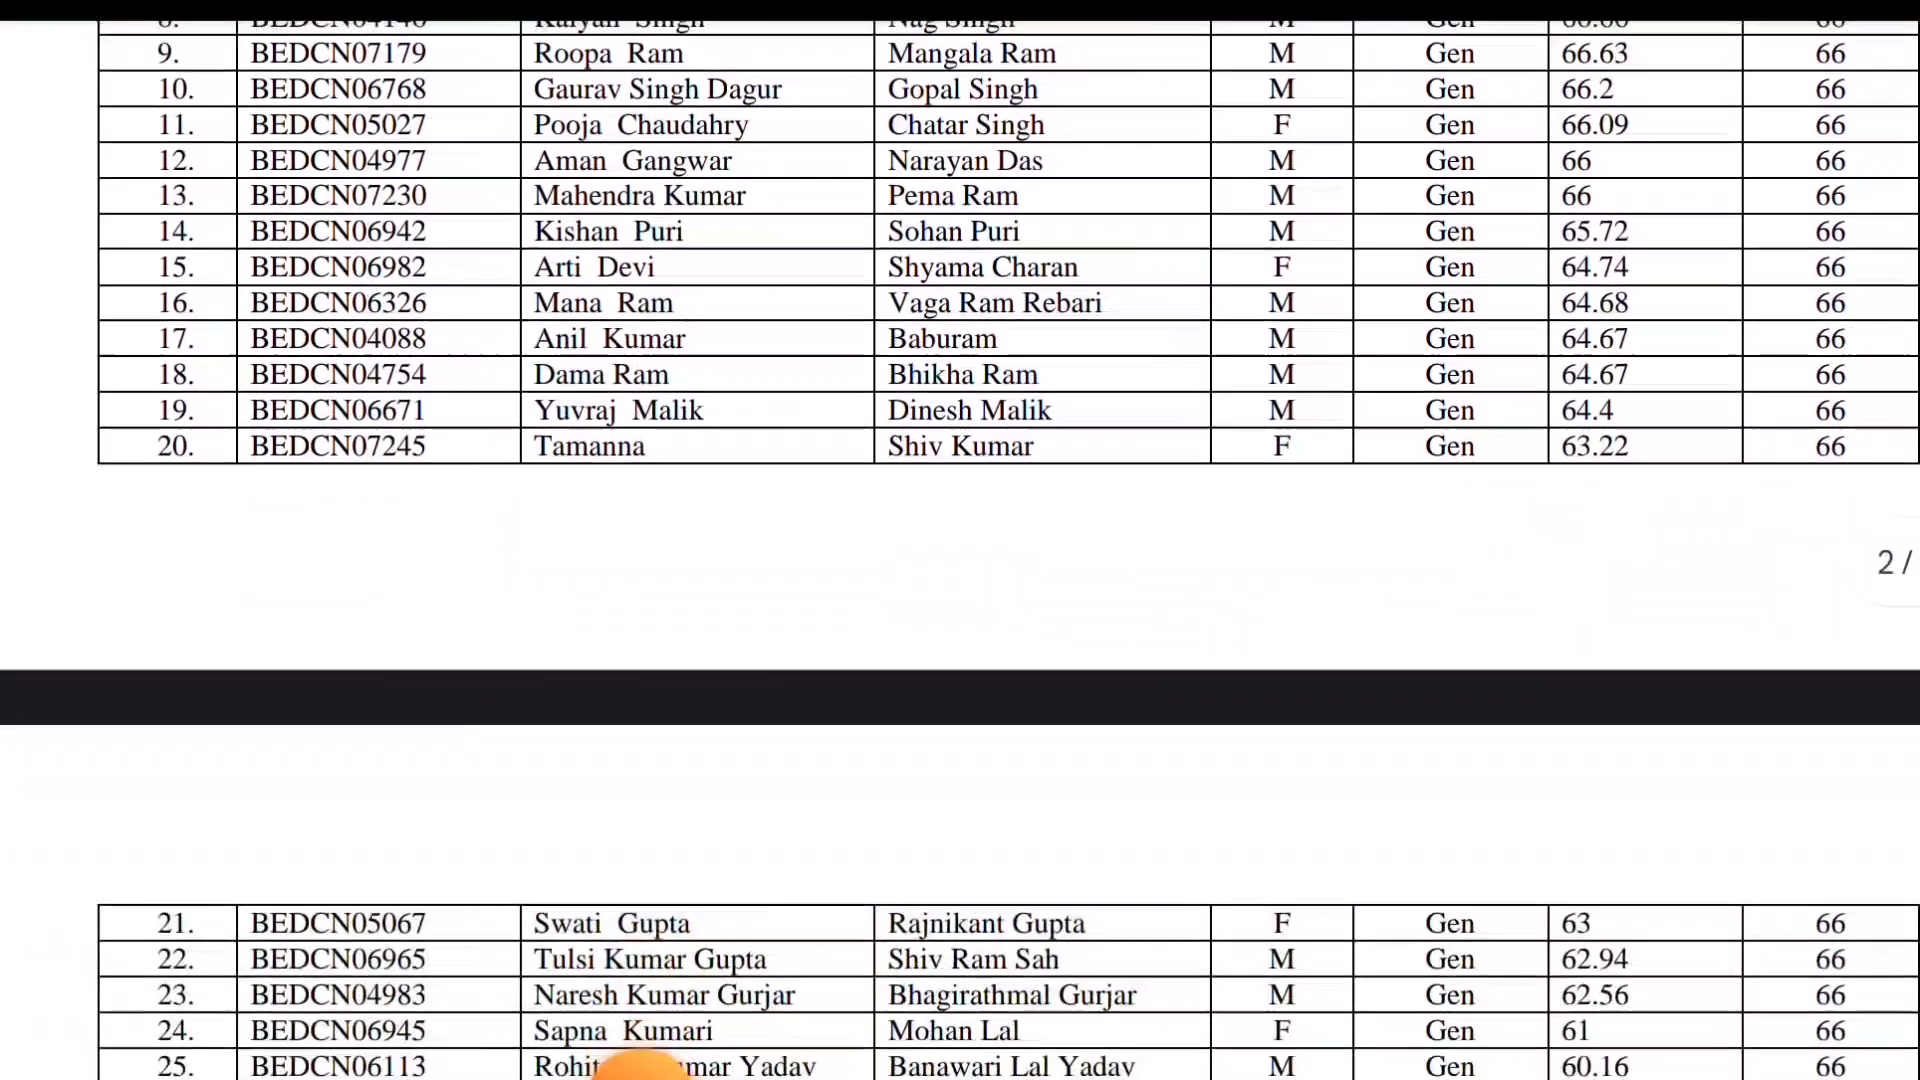 9. BEDCN07179 Roopa Ram Mangala Ram M Gen 66.63 66
10. BEDCN06768 Gaurav Singh Dagur Gopal Singh M Gen 66.2 66
11. BEDCN05027 Pooja Chaudahry Chatar Singh F Gen 66.09 66
12. BEDCN04977 Aman Gangwar Narayan Das M Gen 66 66
13. BEDCN07230 Mahendra Kumar Pema Ram M Gen 66 66
14. BEDCN06942 Kishan Puri Sohan Puri M Gen 65.72 66
15. BEDCN06982 Arti Devi Shyama Charan F Gen 64.74 66
16. BEDCN06326 Mana Ram Vaga Ram Rebari M Gen 64.68 66
17. BEDCN04088 Anil Kumar Baburam M Gen 64.67 66
18. BEDCN04754 Dama Ram Bhikha Ram M Gen 64.67 66
19. BEDCN06671 Yuvraj Malik Dinesh Malik M Gen 64.4 66
20. BEDCN07245 Tamanna Shiv Kumar F Gen 63.22 66
2 /
21. BEDCN05067 Swati Gupta Rajnikant Gupta F Gen 63 66
22. BEDCN06965 Tulsi Kumar Gupta Shiv Ram Sah M Gen 62.94 66
23. BEDCN04983 Naresh Kumar Gurjar Bhagirathmal Gurjar M Gen 62.56 66
24. BEDCN06945 Sapna Kumari Mohan Lal F Gen 61 66
25. BEDCN06113 Yadav Banawari Lal Yadav M Gen 60.16 66